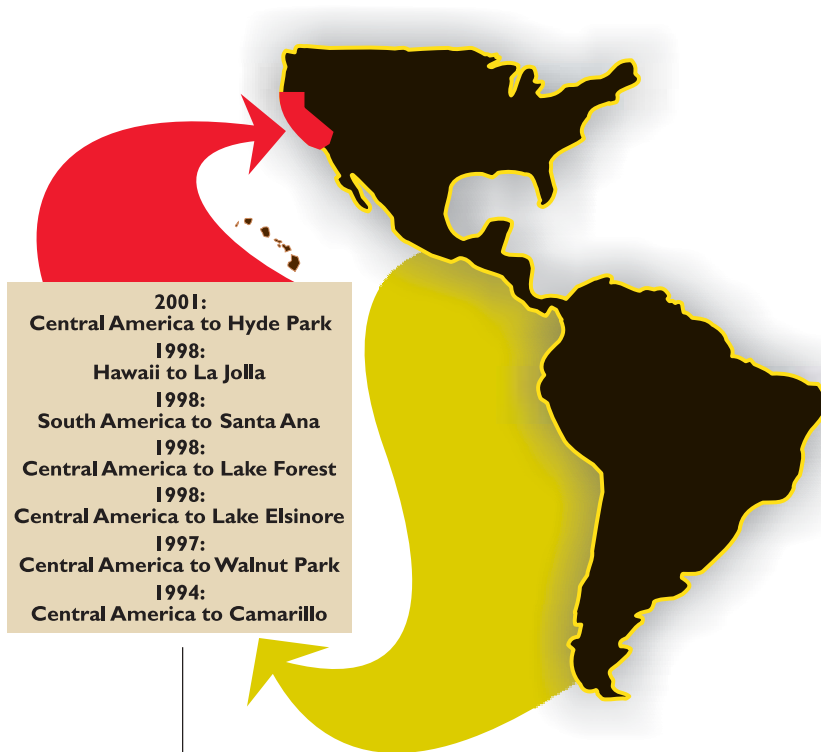 2001:
Central America to Hyde Park
1998:
Hawaii to La Jolla
1998:
South America to Santa Ana
1998:
Central America to Lake Forest
1998:
Central America to Lake Elsinore
1997:
Central America to Walnut Park
1994:
Central America to Camarillo